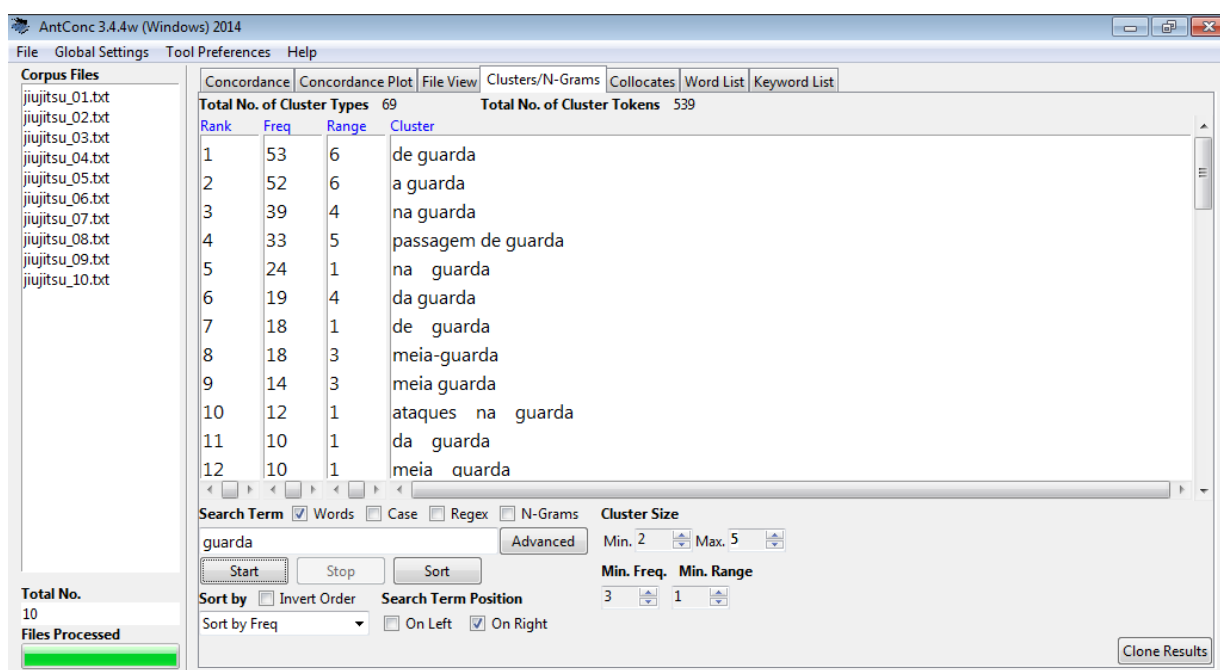 AntConc 3.4.4w (Windows) 2014
File Global Settings Tool Preferences Help
Corpus Files
jiujitsu_01.txt
jiujitsu_02.txt
jiujitsu_03.txt
jiujitsu_04.txt
jiujitsu_05.txt
jiujitsu_06.txt
jiujitsu_07.txt
jiujitsu_08.txt
jiujitsu_09.txt
jiujitsu_10.txt
Total No.
10
Files Processed
Concordance Concordance Plot File View Clusters/N-Grams Collocates Word List Keyword List
Total No. of Cluster Types 69 Total No. of Cluster Tokens 539
Rank Freq Range Cluster
1 53 6 de guarda
2 52 6 a guarda
3 39 4 na guarda
4 33 5 passagem de guarda
5 24 1 na guarda
6 19 4 da guarda
7 18 1 de guarda
8 18 3 meia-guarda
9 14 3 meia guarda
10 12 1 ataques na guarda
11 10 1 da guarda
12 10 1 meia guarda
Search Term Words Case Regex N-Grams Cluster Size
guarda Advanced Min. 2 Max. 5
Start Stop Sort Min. Freq. Min. Range
Sort by Invert Order Search Term Position 3 1
Sort by Freq On Left On Right
Clone Results